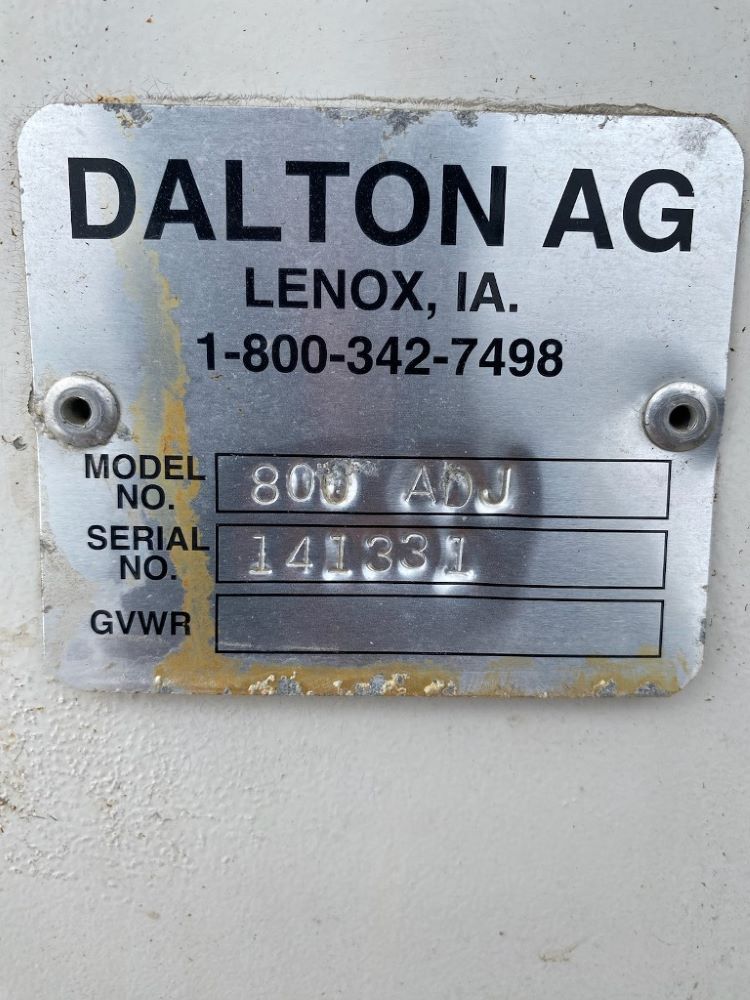 DALTON AG
LENOX, IA.
1-800-342-7498
MODEL NO. 800 ADJ
SERIAL NO. 141331
GVWR